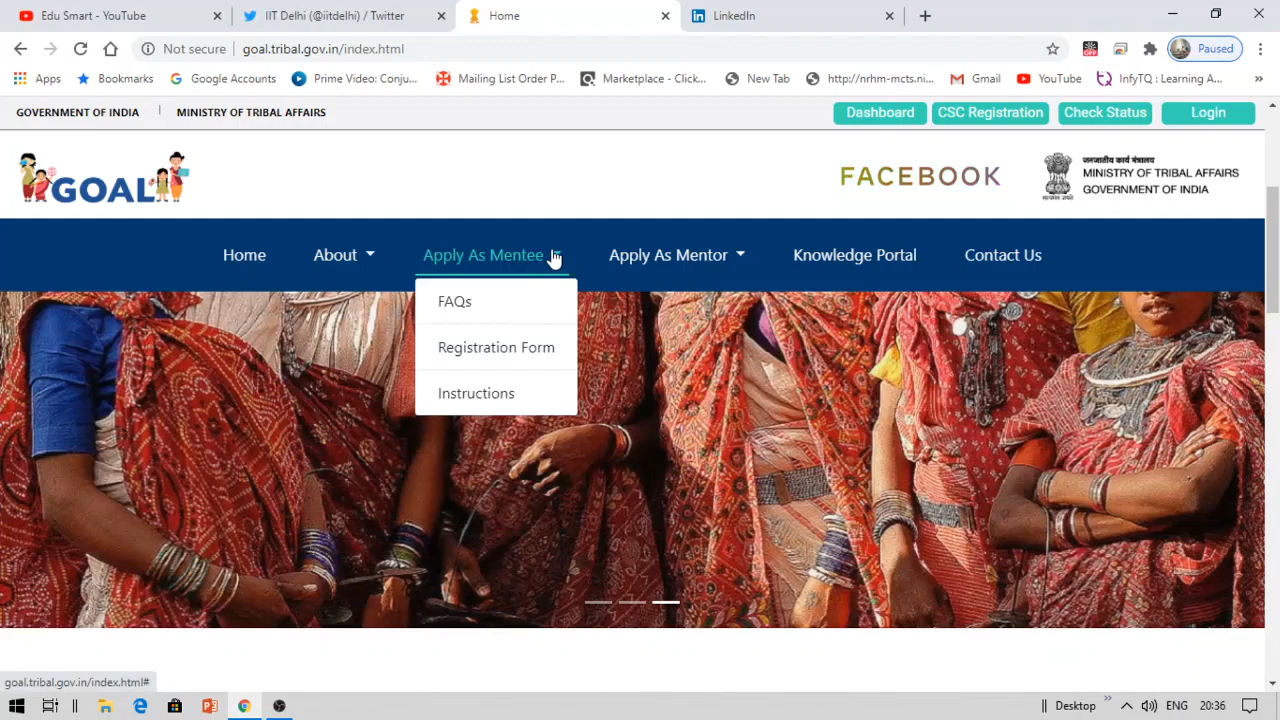 Edu Smart - YouTube
IIT Delhi (@iitdelhi) / Twitter
Home
LinkedIn
Not secure
goal.tribal.gov.in/index.html
Paused
Apps
Bookmarks
Google Accounts
Prime Video: Conju...
Mailing List Order P...
Marketplace - Click...
New Tab
http://nrhm-mcts.ni...
Gmail
YouTube
InfyTQ : Learning A...
»
GOVERNMENT OF INDIA
MINISTRY OF TRIBAL AFFAIRS
Dashboard
CSC Registration
Check Status
Login
GOAL
FACEBOOK
जनजातीय कार्य मंत्रालय
MINISTRY OF TRIBAL AFFAIRS
GOVERNMENT OF INDIA
Home
About
Apply As Mentee
Apply As Mentor
Knowledge Portal
Contact Us
FAQs
Registration Form
Instructions
goal.tribal.gov.in/index.html#
Desktop
»
ENG
20:36